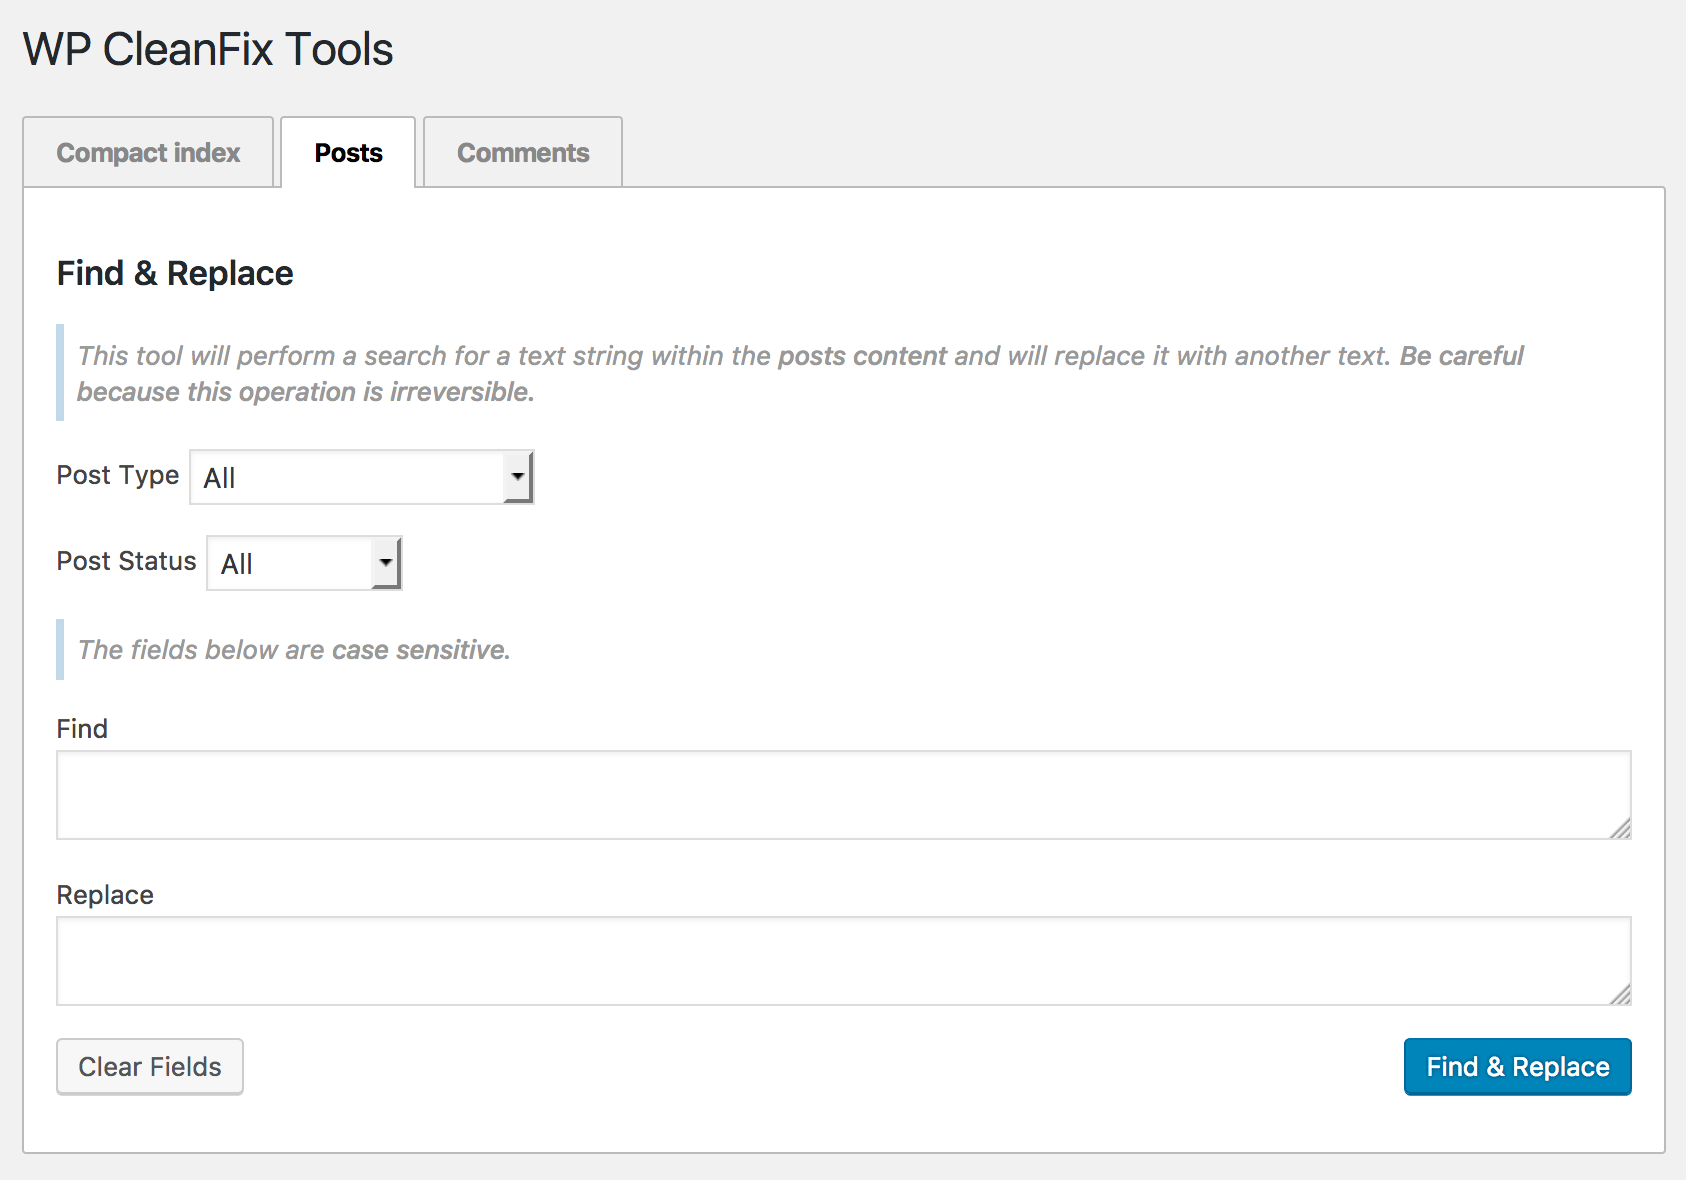 WP CleanFix Tools
Compact index
Posts
Comments
Find & Replace
This tool will perform a search for a text string within the posts content and will replace it with another text. Be careful
because this operation is irreversible.
Post Type All
Post Status All
The fields below are case sensitive.
Find
Replace
Clear Fields
Find & Replace